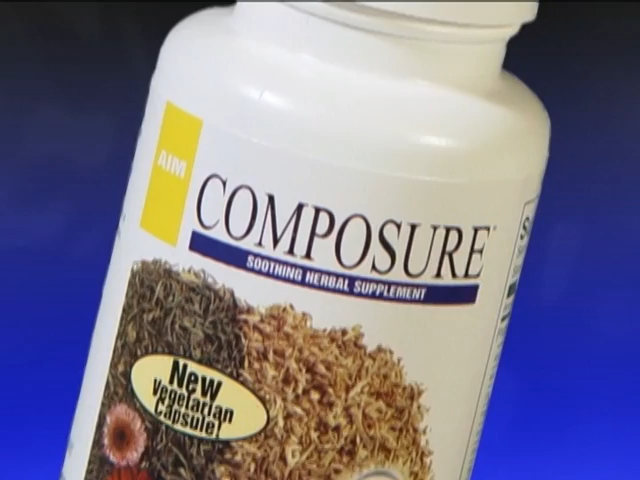 AIM
COMPOSURE
SOOTHING HERBAL SUPPLEMENT
New
Vegetarian
Capsule!